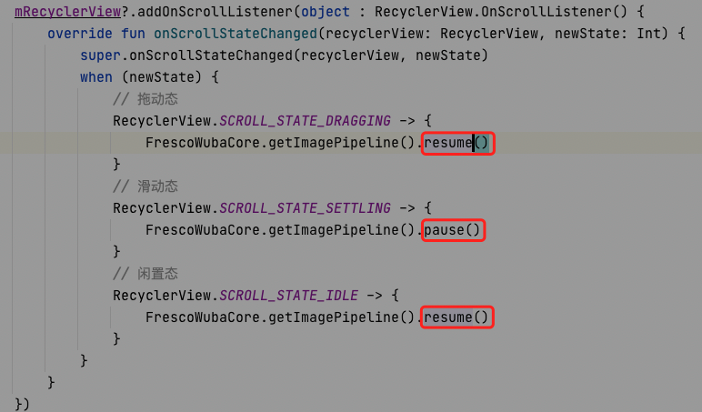 mRecyclerView?.addOnScrollListener(object : RecyclerView.OnScrollListener() {
override fun onScrollStateChanged(recyclerView: RecyclerView, newState: Int) {
super.onScrollStateChanged(recyclerView, newState)
when (newState) {
// 拖动态
RecyclerView.SCROLL_STATE_DRAGGING -> {
FrescoWubaCore.getImagePipeline().resume()
}
// 滑动态
RecyclerView.SCROLL_STATE_SETTLING -> {
FrescoWubaCore.getImagePipeline().pause()
}
// 闲置态
RecyclerView.SCROLL_STATE_IDLE -> {
FrescoWubaCore.getImagePipeline().resume()
}
}
}
})